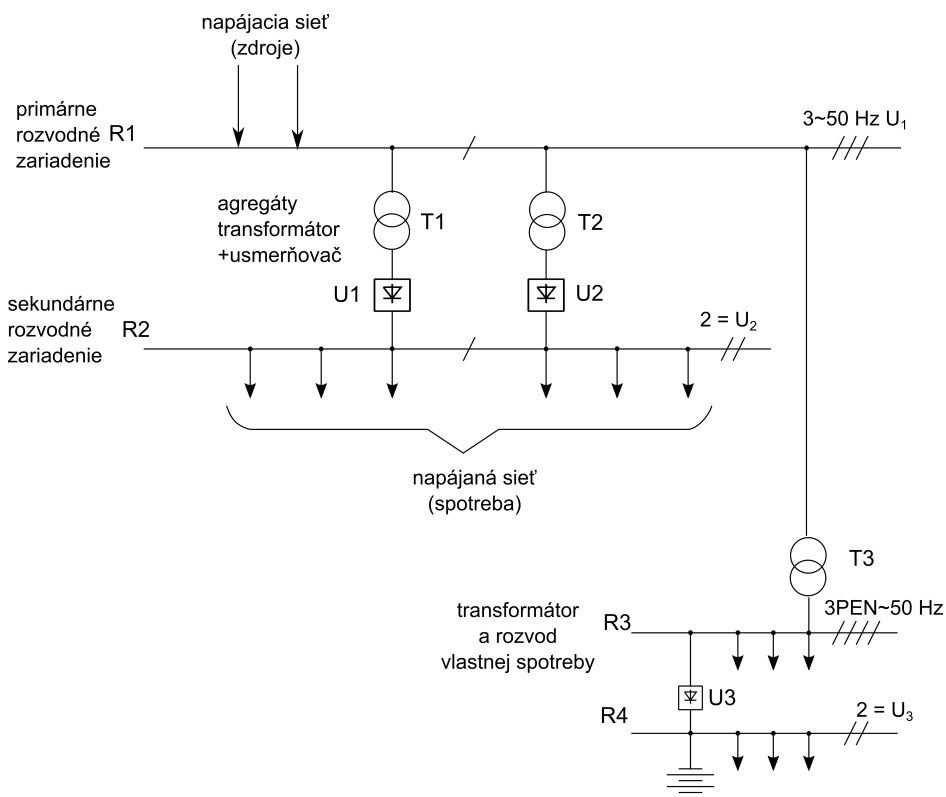 napájacia sieť
(zdroje)
primárne
rozvodné R1
zariadenie
3~50 Hz U₁
agregáty
transformátor
+usmerňovač
T1
T2
U1
U2
sekundárne
rozvodné R2
zariadenie
2 = U₂
napájaná sieť
(spotreba)
T3
3PEN~50 Hz
transformátor
a rozvod
vlastnej spotreby
R3
U3
R4
2 = U₃